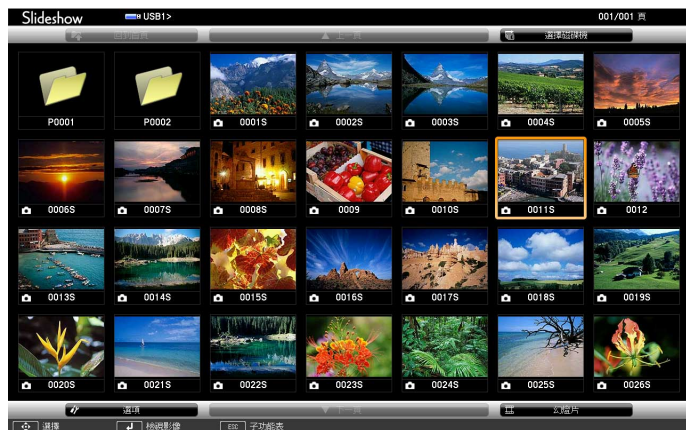 Slideshow USB1> 001/001 頁
回到首頁 ▲ 上一頁 選擇磁碟機
P0001 P0002 0001S 0002S 0003S 0004S 0005S
0006S 0007S 0008S 0009 0010S 0011S 0012
0013S 0014S 0015S 0016S 0017S 0018S 0019S
0020S 0021S 0022S 0023S 0024S 0025S 0026S
選項 ▼ 下一頁 幻燈片
選擇 檢視影像 ESC 子功能表